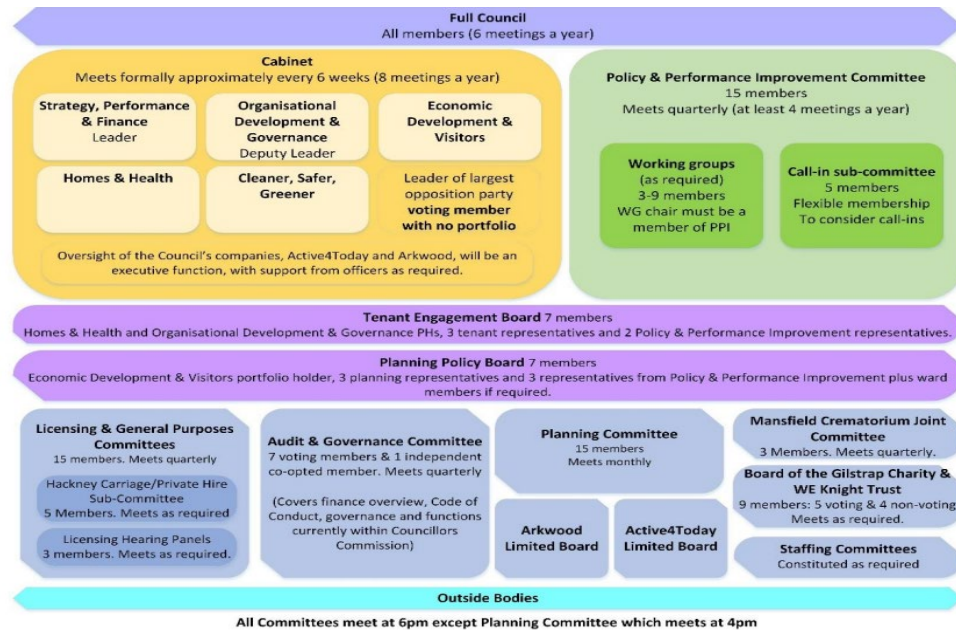 Full Council
All members (6 meetings a year)
Cabinet
Meets formally approximately every 6 weeks (8 meetings a year)
Strategy, Performance
& Finance
Leader
Organisational
Development &
Governance
Deputy Leader
Economic
Development &
Visitors
Homes & Health
Cleaner, Safer,
Greener
Leader of largest
opposition party
voting member
with no portfolio
Oversight of the Council's companies, Active4Today and Arkwood, will be an
executive function, with support from officers as required.
Policy & Performance Improvement Committee
15 members
Meets quarterly (at least 4 meetings a year)
Working groups
(as required)
3-9 members
WG chair must be a
member of PPI
Call-in sub-committee
5 members
Flexible membership
To consider call-ins
Tenant Engagement Board 7 members
Homes & Health and Organisational Development & Governance PHs, 3 tenant representatives and 2 Policy & Performance Improvement representatives.
Planning Policy Board 7 members
Economic Development & Visitors portfolio holder, 3 planning representatives and 3 representatives from Policy & Performance Improvement plus ward
members if required.
Licensing & General Purposes
Committees
15 members. Meets quarterly
Hackney Carriage/Private Hire
Sub-Committee
5 Members. Meets as required
Licensing Hearing Panels
3 members. Meets as required.
Audit & Governance Committee
7 voting members & 1 independent
co-opted member. Meets quarterly
(Covers finance overview, Code of
Conduct, governance and functions
currently within Councillors
Commission)
Planning Committee
15 members
Meets monthly
Arkwood
Limited Board
Active4Today
Limited Board
Mansfield Crematorium Joint
Committee
3 Members. Meets quarterly.
Board of the Gilstrap Charity &
WE Knight Trust
9 members: 5 voting & 4 non-voting
Meets as required.
Staffing Committees
Constituted as required
Outside Bodies
All Committees meet at 6pm except Planning Committee which meets at 4pm